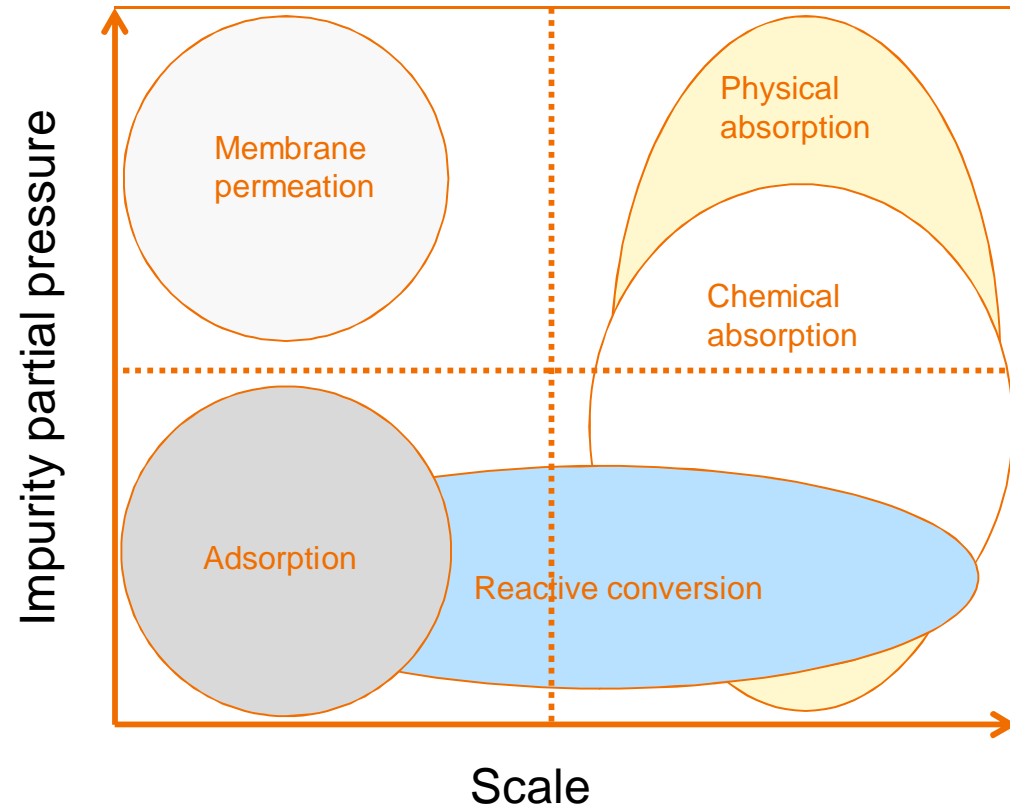 Impurity partial pressure
Membrane
permeation
Physical
absorption
Chemical
absorption
Adsorption
Reactive conversion
Scale